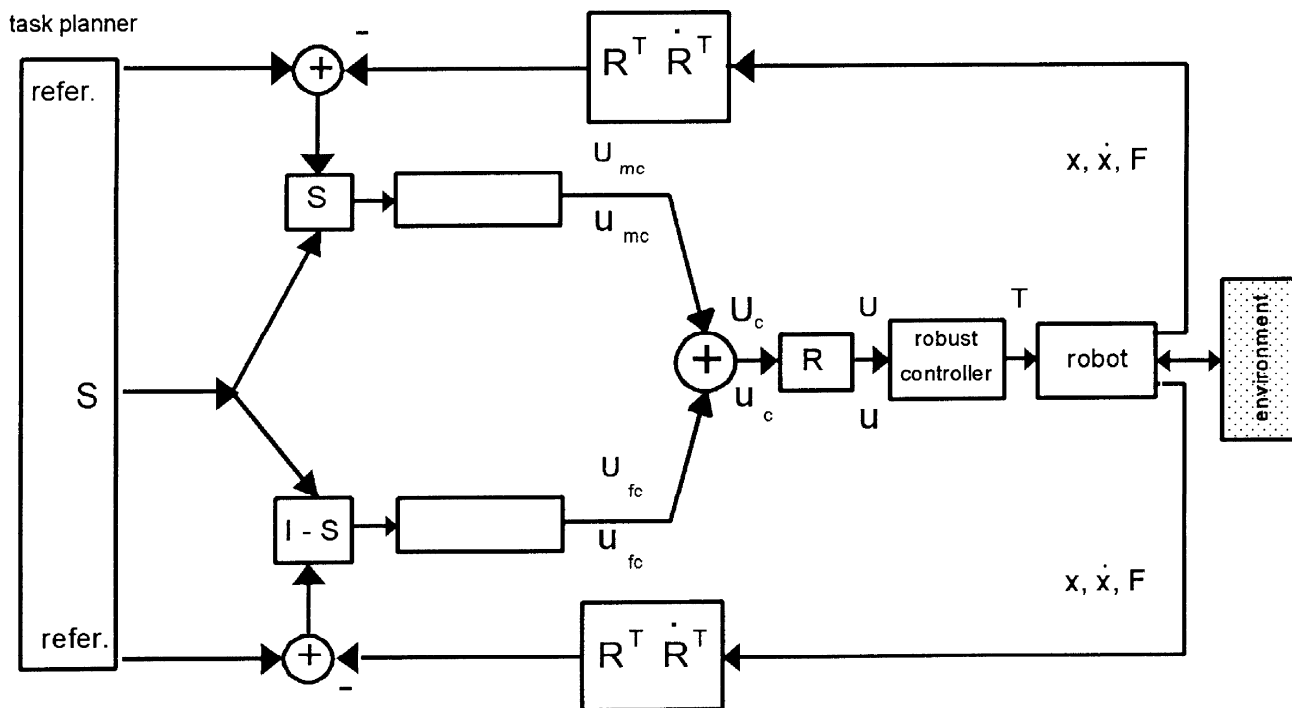 task planner
refer.
-
+
R^T Ṙ^T
x, ẋ, F
S
U_mc
u_mc
S
+
U_c
u_c
R
U
u
robust
controller
T
robot
environment
I - S
U_fc
u_fc
x, ẋ, F
refer.
+
-
R^T Ṙ^T